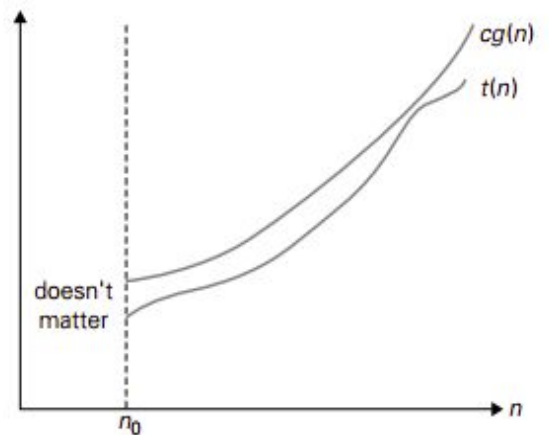 cg(n)
t(n)
doesn't
matter
n
n₀